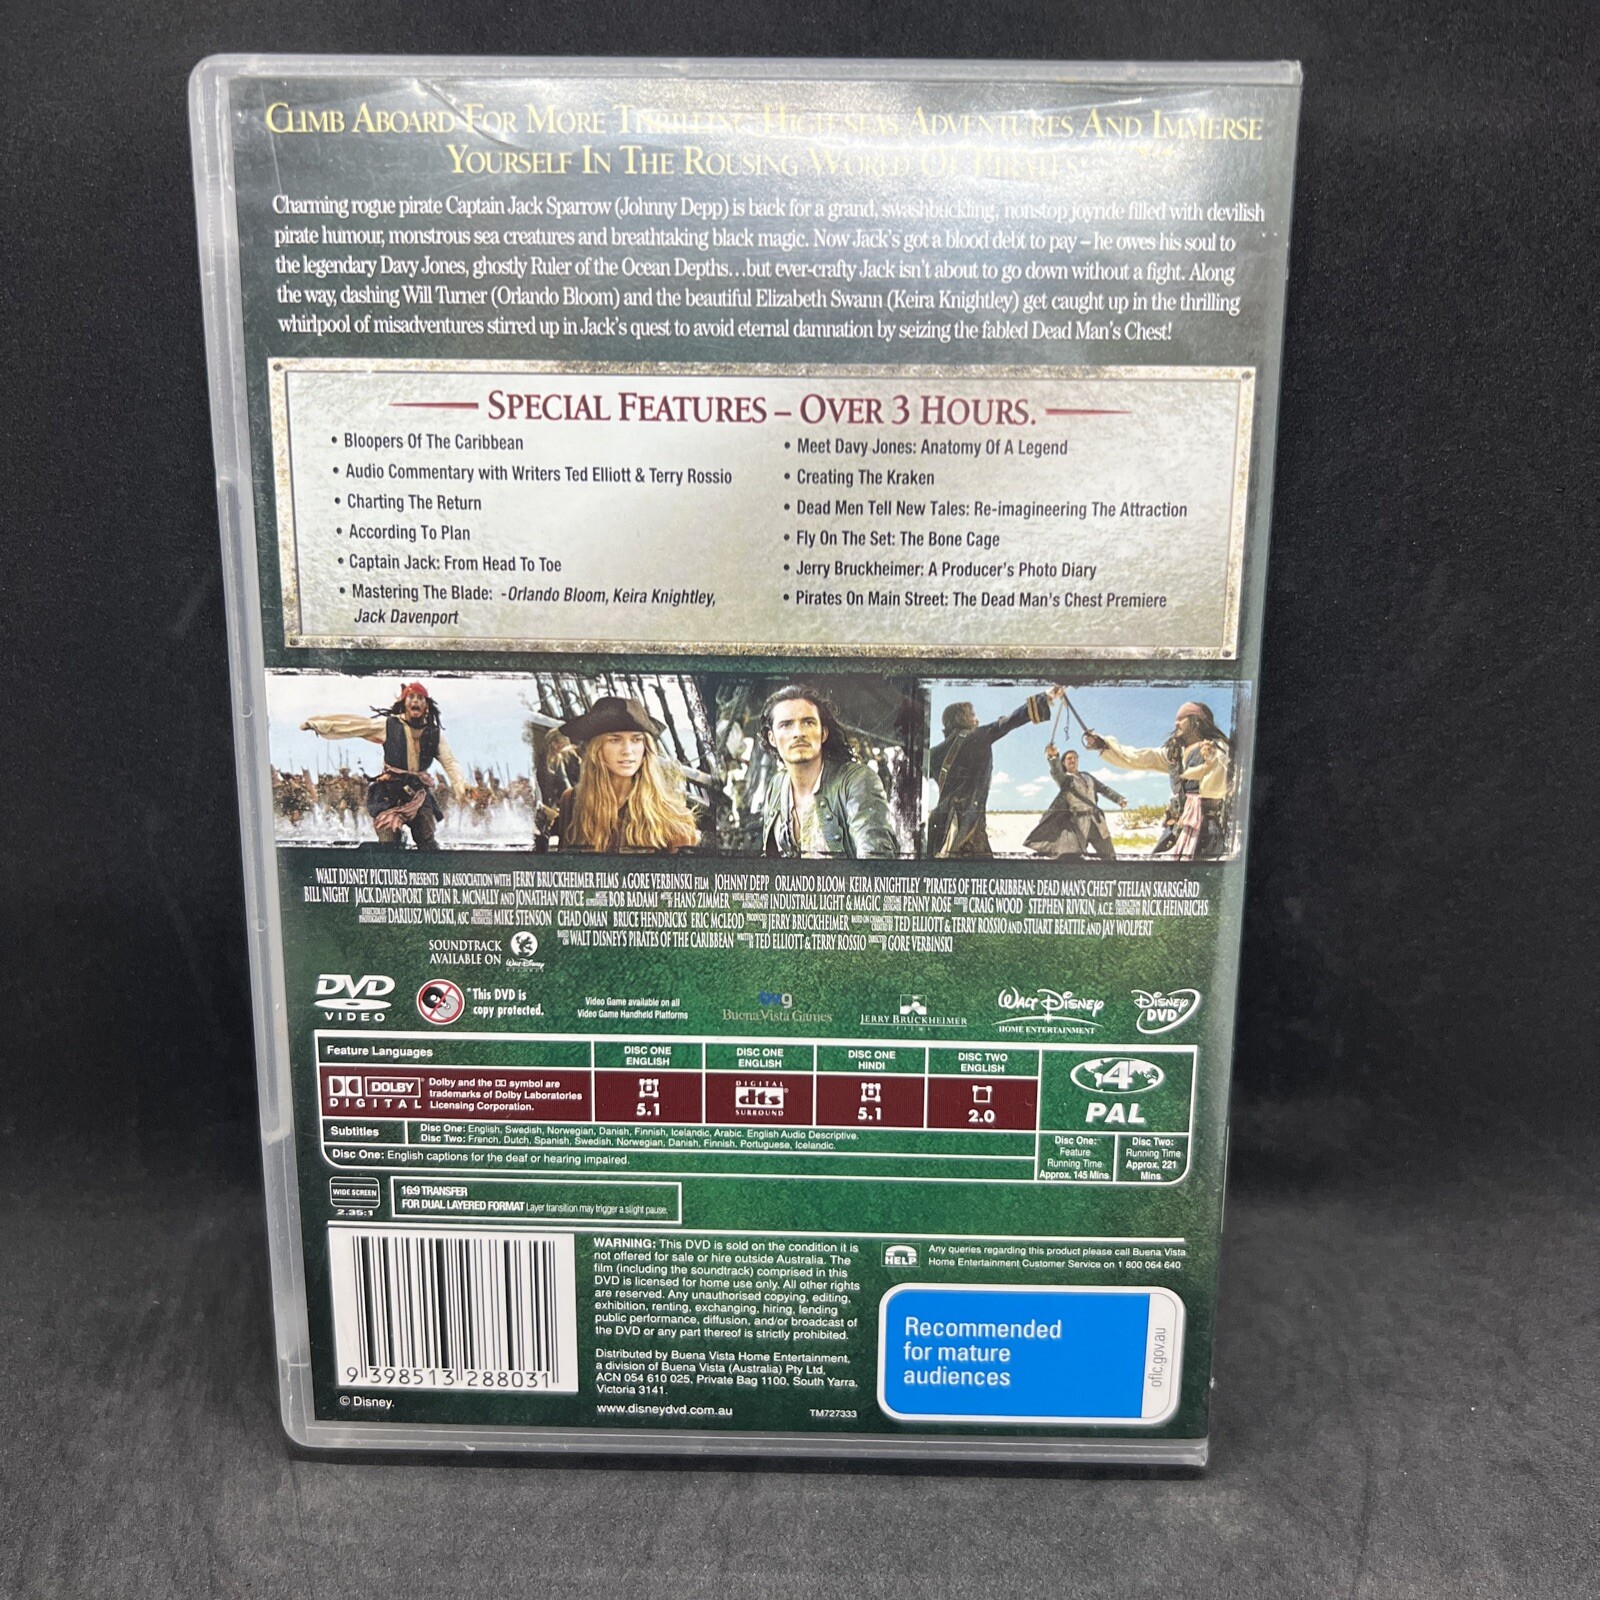 CLIMB ABOARD FOR MORE THRILLING HIGH-SEAS ADVENTURES AND IMMERSE
YOURSELF IN THE ROUSING WORLD OF PIRATES
Charming rogue pirate Captain Jack Sparrow (Johnny Depp) is back for a grand, swashbuckling, nonstop joyride filled with devilish
pirate humour, monstrous sea creatures and breathtaking black magic. Now Jack's got a blood debt to pay – he owes his soul to
the legendary Davy Jones, ghostly Ruler of the Ocean Depths…but ever-crafty Jack isn't about to go down without a fight. Along
the way, dashing Will Turner (Orlando Bloom) and the beautiful Elizabeth Swann (Keira Knightley) get caught up in the thrilling
whirlpool of misadventures stirred up in Jack's quest to avoid eternal damnation by seizing the fabled Dead Man's Chest!
SPECIAL FEATURES – OVER 3 HOURS.
• Bloopers Of The Caribbean
• Audio Commentary with Writers Ted Elliott & Terry Rossio
• Charting The Return
• According To Plan
• Captain Jack: From Head To Toe
• Mastering The Blade: -Orlando Bloom, Keira Knightley,
Jack Davenport
• Meet Davy Jones: Anatomy Of A Legend
• Creating The Kraken
• Dead Men Tell New Tales: Re-imagineering The Attraction
• Fly On The Set: The Bone Cage
• Jerry Bruckheimer: A Producer's Photo Diary
• Pirates On Main Street: The Dead Man's Chest Premiere
WALT DISNEY PICTURES PRESENTS IN ASSOCIATION WITH JERRY BRUCKHEIMER FILMS A GORE VERBINSKI FILM JOHNNY DEPP ORLANDO BLOOM KEIRA KNIGHTLEY "PIRATES OF THE CARIBBEAN: DEAD MAN'S CHEST" STELLAN SKARSGÅRD
BILL NIGHY JACK DAVENPORT KEVIN R. MCNALLY AND JONATHAN PRYCE BOB BADAMI HANS ZIMMER INDUSTRIAL LIGHT & MAGIC PENNY ROSE CRAIG WOOD STEPHEN RIVKIN, A.C.E. RICK HEINRICHS
DARIUSZ WOLSKI, ASC MIKE STENSON CHAD OMAN BRUCE HENDRICKS ERIC McLEOD JERRY BRUCKHEIMER TED ELLIOTT & TERRY ROSSIO AND STUART BEATTIE AND JAY WOLPERT
WALT DISNEY'S PIRATES OF THE CARIBBEAN TED ELLIOTT & TERRY ROSSIO GORE VERBINSKI
SOUNDTRACK
AVAILABLE ON
Walt Disney
RECORDS
DVD
VIDEO
*This DVD is
copy protected.
Video Game available on all
Video Game Handheld Platforms
bvg
Buena Vista Games
JERRY BRUCKHEIMER
FILMS
WALT DISNEY
HOME ENTERTAINMENT
DISNEY
DVD
Feature Languages
DISC ONE
ENGLISH
DISC ONE
ENGLISH
DISC ONE
HINDI
DISC TWO
ENGLISH
DOLBY
DIGITAL
Dolby and the DD symbol are
trademarks of Dolby Laboratories
Licensing Corporation.
5.1
DIGITAL
dts
SURROUND
5.1
2.0
4
PAL
Subtitles
Disc One: English, Swedish, Norwegian, Danish, Finnish, Icelandic, Arabic. English Audio Descriptive.
Disc Two: French, Dutch, Spanish, Swedish, Norwegian, Danish, Finnish, Portuguese, Icelandic.
Disc One: English captions for the deaf or hearing impaired.
Disc One:
Feature
Running Time
Approx. 145 Mins
Disc Two:
Running Time
Approx. 221
Mins
WIDE SCREEN
2.35:1
16:9 TRANSFER
FOR DUAL LAYERED FORMAT Layer transition may trigger a slight pause.
WARNING: This DVD is sold on the condition it is
not offered for sale or hire outside Australia. The
film (including the soundtrack) comprised in this
DVD is licensed for home use only. All other rights
are reserved. Any unauthorised copying, editing,
exhibition, renting, exchanging, hiring, lending
public performance, diffusion, and/or broadcast of
the DVD or any part thereof is strictly prohibited.
Distributed by Buena Vista Home Entertainment,
a division of Buena Vista (Australia) Pty Ltd,
ACN 054 610 025, Private Bag 1100, South Yarra,
Victoria 3141.
www.disneydvd.com.au
TM727333
HELP
Any queries regarding this product please call Buena Vista
Home Entertainment Customer Service on 1 800 064 640
Recommended
for mature
audiences
oflc.gov.au
9 398513 288031
© Disney.